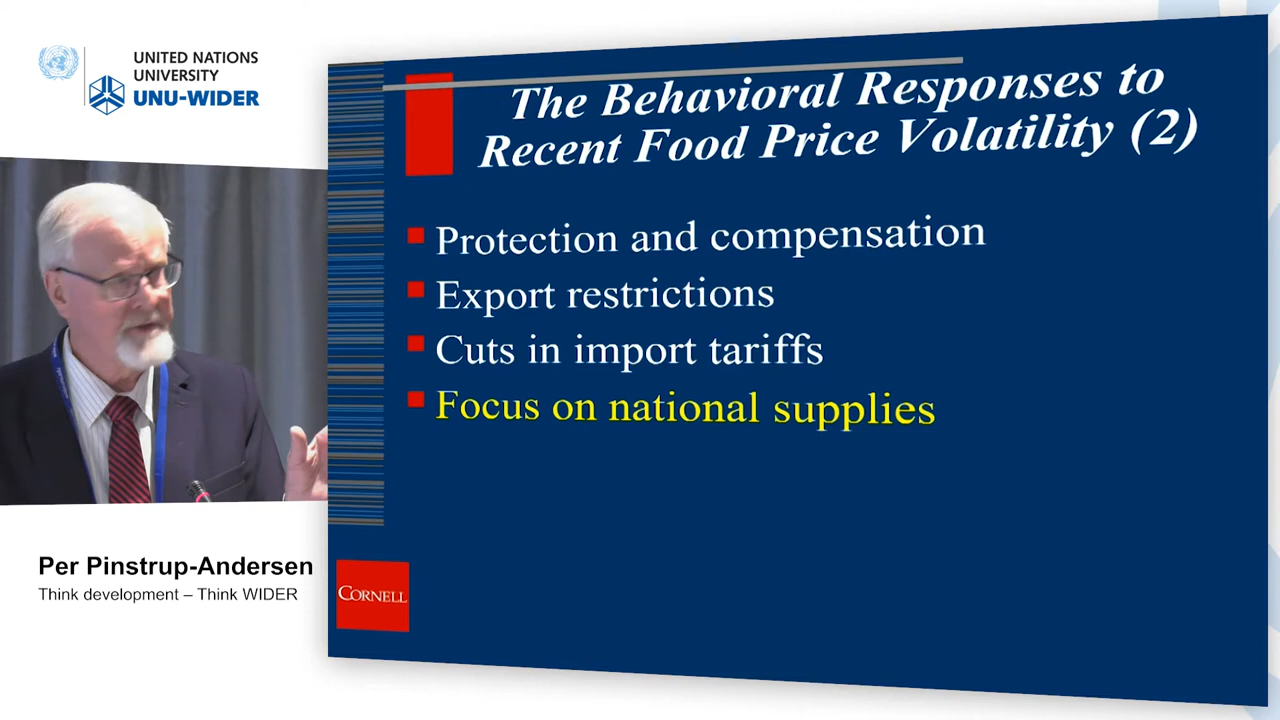 UNITED NATIONS
UNIVERSITY
UNU-WIDER
The Behavioral Responses to
Recent Food Price Volatility (2)
Protection and compensation
Export restrictions
Cuts in import tariffs
Focus on national supplies
Per Pinstrup-Andersen
Think development – Think WIDER
CORNELL